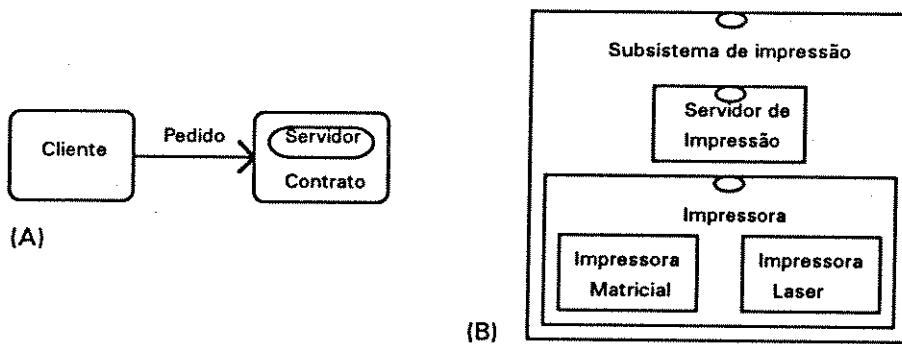 Cliente
Pedido
Servidor
Contrato
(A)
Subsistema de impressão
Servidor de
Impressão
Impressora
Impressora
Matricial
Impressora
Laser
(B)